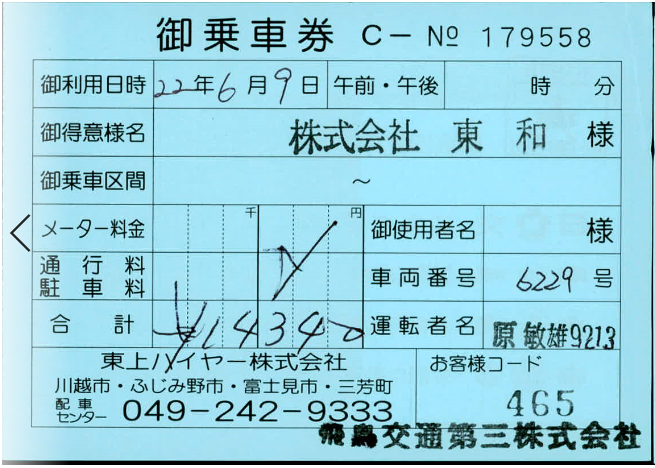 御乗車券 C-№ 179558
御利用日時 22年6月9日 午前・午後 時 分
御得意様名 株式会社 東和 様
御乗車区間 ～
メーター料金 千 円 御使用者名 様
通行料
駐車料 車両番号 6229号
合計 ¥14340 運転者名 原敏雄9213
東上ハイヤー株式会社 お客様コード
川越市・ふじみ野市・富士見市・三芳町
配車センター 049-242-9333 465
飛鳥交通第三株式会社